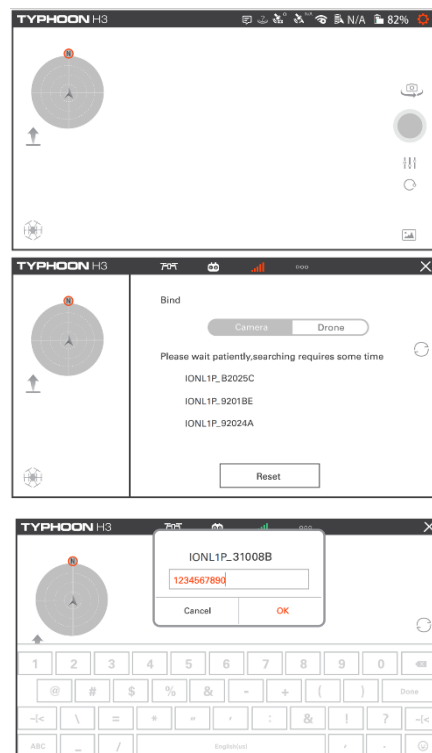 TYPHOON H3
N/A 82%
N
TYPHOON H3
N
Bind
Camera Drone
Please wait patiently,searching requires some time
IONL1P_B2025C
IONL1P_9201BE
IONL1P_92024A
Reset
TYPHOON H3
N
IONL1P_31008B
1234567890
Cancel OK
1 2 3 4 5 6 7 8 9 0
@ # $ % & - + ( ) Done
\ = * " ' : & ! ?
ABC _ / English(US) , .